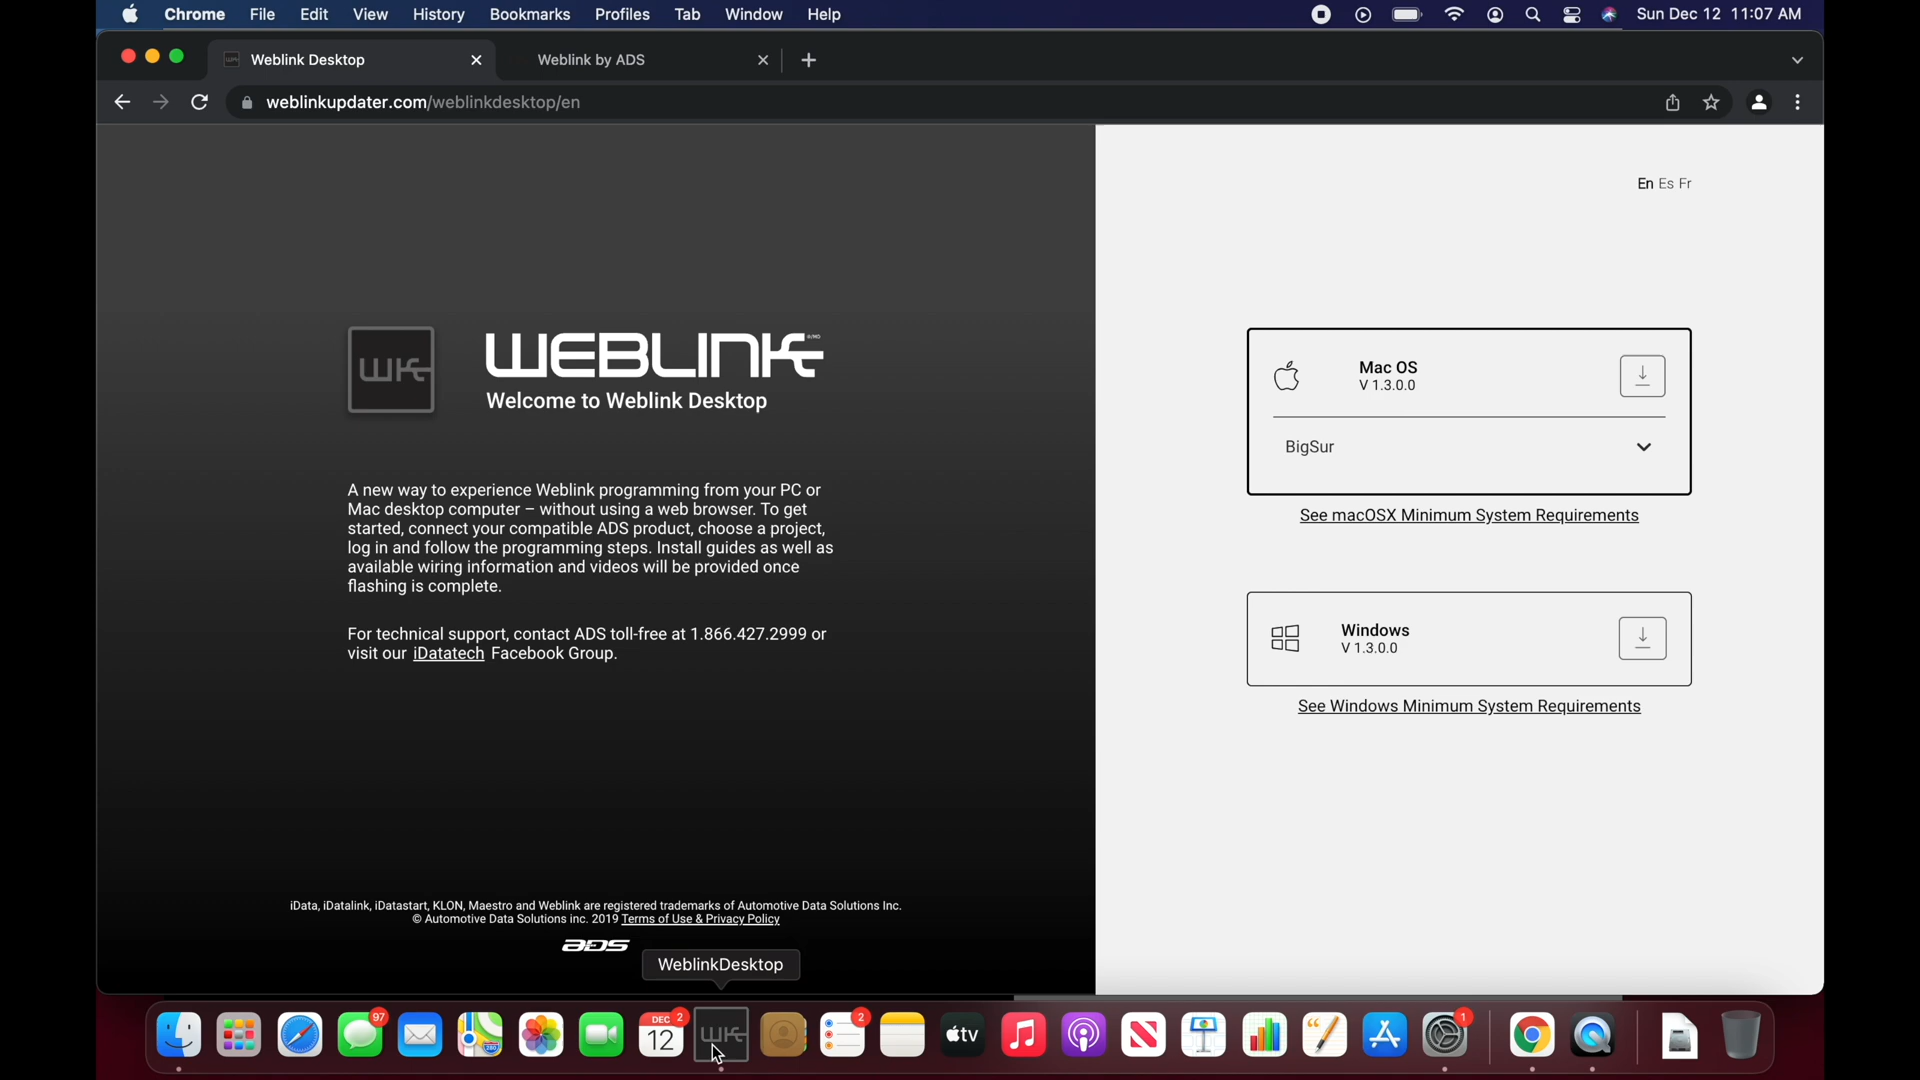 Chrome File Edit View History Bookmarks Profiles Tab Window Help
Sun Dec 12 11:07 AM
Weblink Desktop
Weblink by ADS
weblinkupdater.com/weblinkdesktop/en
En Es Fr
WEBLINK
Welcome to Weblink Desktop
A new way to experience Weblink programming from your PC or
Mac desktop computer – without using a web browser. To get
started, connect your compatible ADS product, choose a project,
log in and follow the programming steps. Install guides as well as
available wiring information and videos will be provided once
flashing is complete.
For technical support, contact ADS toll-free at 1.866.427.2999 or
visit our iDatatech Facebook Group.
Mac OS
V 1.3.0.0
BigSur
See macOSX Minimum System Requirements
Windows
V 1.3.0.0
See Windows Minimum System Requirements
iData, iDatalink, iDatastart, KLON, Maestro and Weblink are registered trademarks of Automotive Data Solutions Inc.
© Automotive Data Solutions inc. 2019 Terms of Use & Privacy Policy
ADS
WeblinkDesktop
97
DEC 2
12
2
tv
1